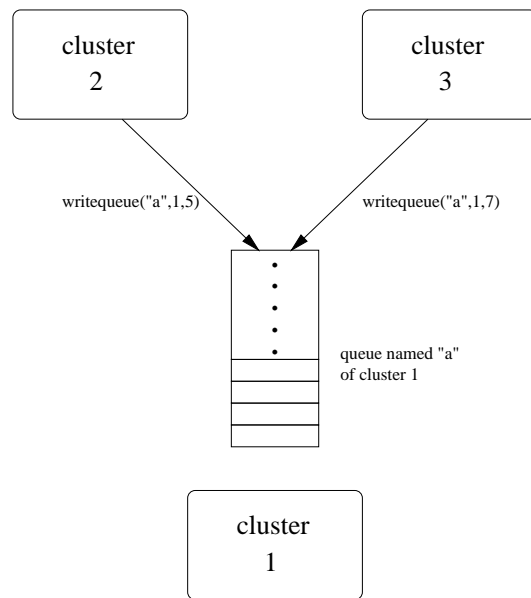 cluster
2
cluster
3
writequeue("a",1,5)
writequeue("a",1,7)
queue named "a"
of cluster 1
cluster
1